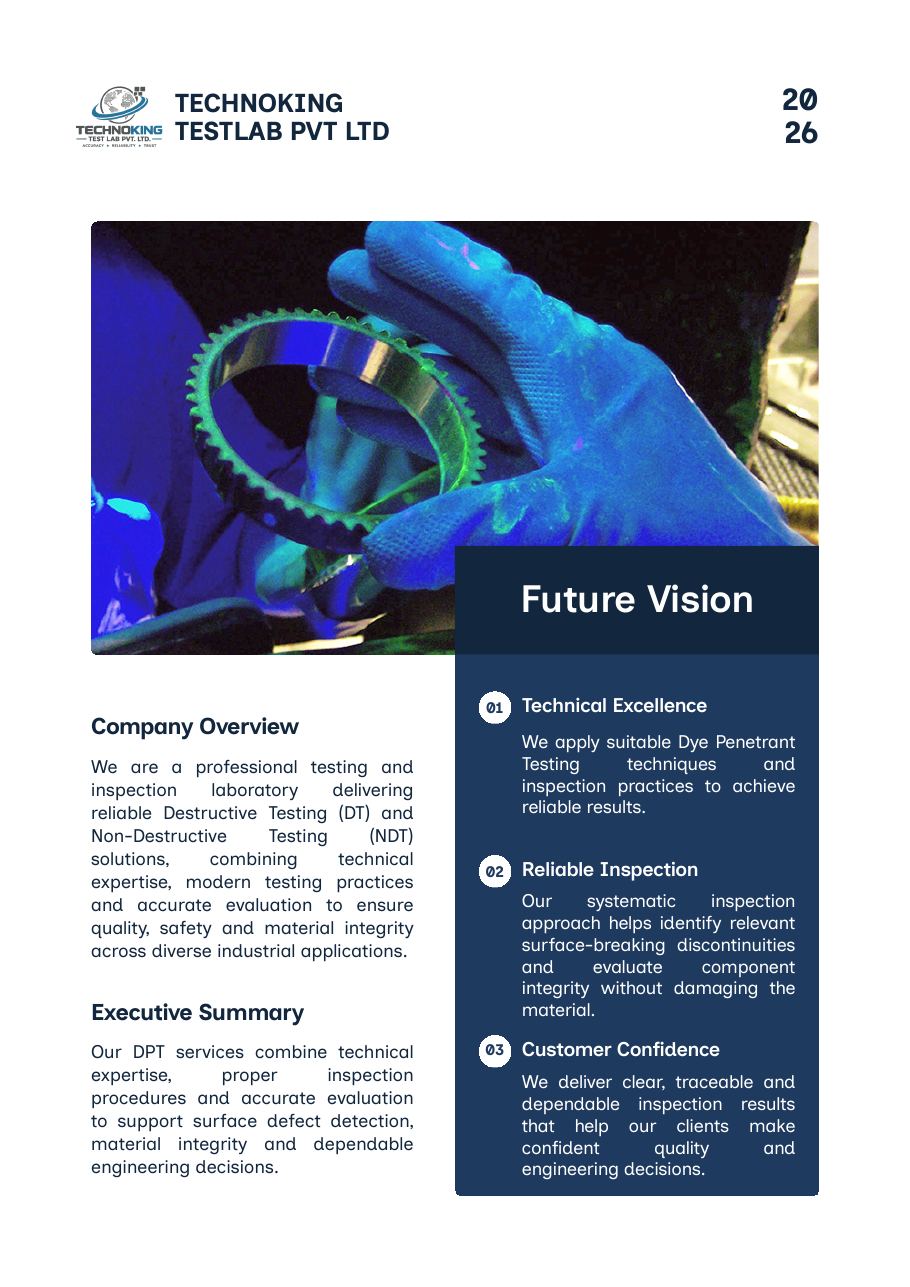 TECHNOKING
TEST LAB PVT. LTD.
ACCURACY • RELIABILITY • TRUST
TECHNOKING
TESTLAB PVT LTD
20
26
Future Vision
Company Overview
We are a professional testing and
inspection laboratory delivering
reliable Destructive Testing (DT) and
Non-Destructive Testing (NDT)
solutions, combining technical
expertise, modern testing practices
and accurate evaluation to ensure
quality, safety and material integrity
across diverse industrial applications.
Executive Summary
Our DPT services combine technical
expertise, proper inspection
procedures and accurate evaluation
to support surface defect detection,
material integrity and dependable
engineering decisions.
01 Technical Excellence
We apply suitable Dye Penetrant
Testing techniques and
inspection practices to achieve
reliable results.
02 Reliable Inspection
Our systematic inspection
approach helps identify relevant
surface-breaking discontinuities
and evaluate component
integrity without damaging the
material.
03 Customer Confidence
We deliver clear, traceable and
dependable inspection results
that help our clients make
confident quality and
engineering decisions.